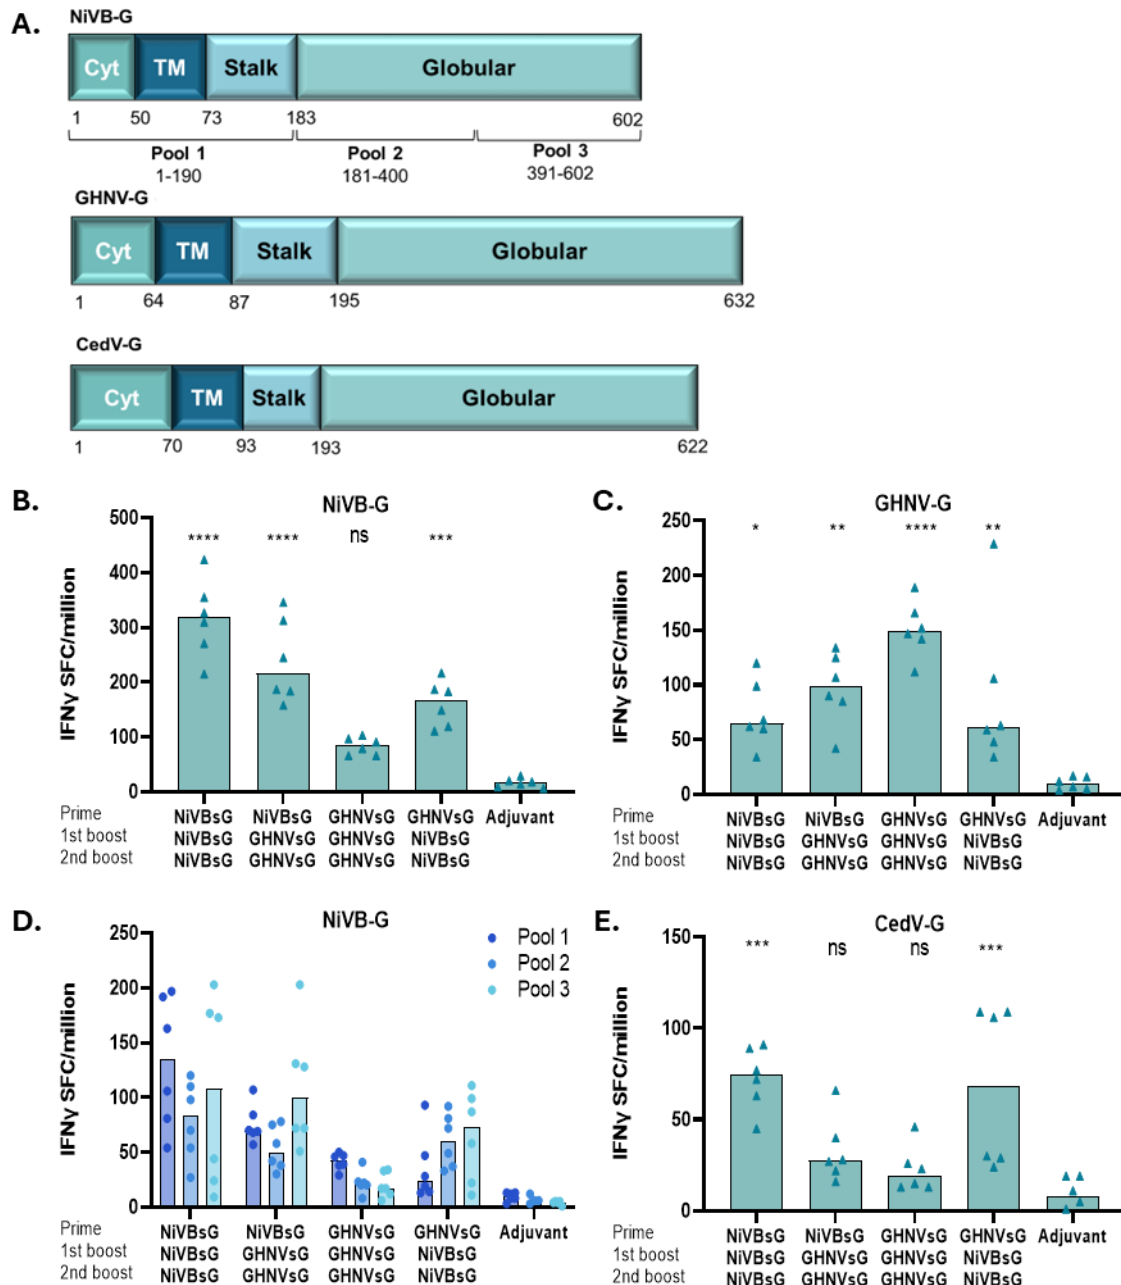 A.
NiVB-G
Cyt TM Stalk Globular
1 50 73 183 602
Pool 1 Pool 2 Pool 3
1-190 181-400 391-602
GHNV-G
Cyt TM Stalk Globular
1 64 87 195 632
CedV-G
Cyt TM Stalk Globular
1 70 93 193 622
B.
NiVB-G
IFNγ SFC/million
500
400
300
200
100
0
**** **** ns ***
Prime NiVBsG NiVBsG GHNVsG GHNVsG Adjuvant
1st boost NiVBsG GHNVsG GHNVsG NiVBsG
2nd boost NiVBsG GHNVsG GHNVsG NiVBsG
C.
GHNV-G
IFNγ SFC/million
250
200
150
100
50
0
* ** **** **
Prime NiVBsG NiVBsG GHNVsG GHNVsG Adjuvant
1st boost NiVBsG GHNVsG GHNVsG NiVBsG
2nd boost NiVBsG GHNVsG GHNVsG NiVBsG
D.
NiVB-G
IFNγ SFC/million
250
200
150
100
50
0
Pool 1
Pool 2
Pool 3
Prime NiVBsG NiVBsG GHNVsG GHNVsG Adjuvant
1st boost NiVBsG GHNVsG GHNVsG NiVBsG
2nd boost NiVBsG GHNVsG GHNVsG NiVBsG
E.
CedV-G
IFNγ SFC/million
150
100
50
0
*** ns ns ***
Prime NiVBsG NiVBsG GHNVsG GHNVsG Adjuvant
1st boost NiVBsG GHNVsG GHNVsG NiVBsG
2nd boost NiVBsG GHNVsG GHNVsG NiVBsG